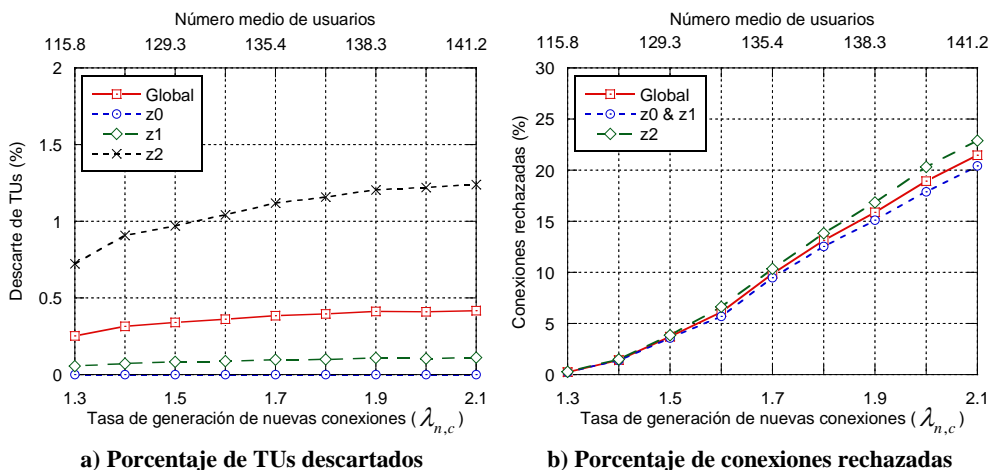 Número medio de usuarios
115.8 129.3 135.4 138.3 141.2
2
1.5
1
0.5
0
Descarte de TUs (%)
Global
z0
z1
z2
1.3 1.5 1.7 1.9 2.1
Tasa de generación de nuevas conexiones (λn,c)
a) Porcentaje de TUs descartados
Número medio de usuarios
115.8 129.3 135.4 138.3 141.2
30
25
20
15
10
5
0
Conexiones rechazadas (%)
Global
z0 & z1
z2
1.3 1.5 1.7 1.9 2.1
Tasa de generación de nuevas conexiones (λn,c)
b) Porcentaje de conexiones rechazadas